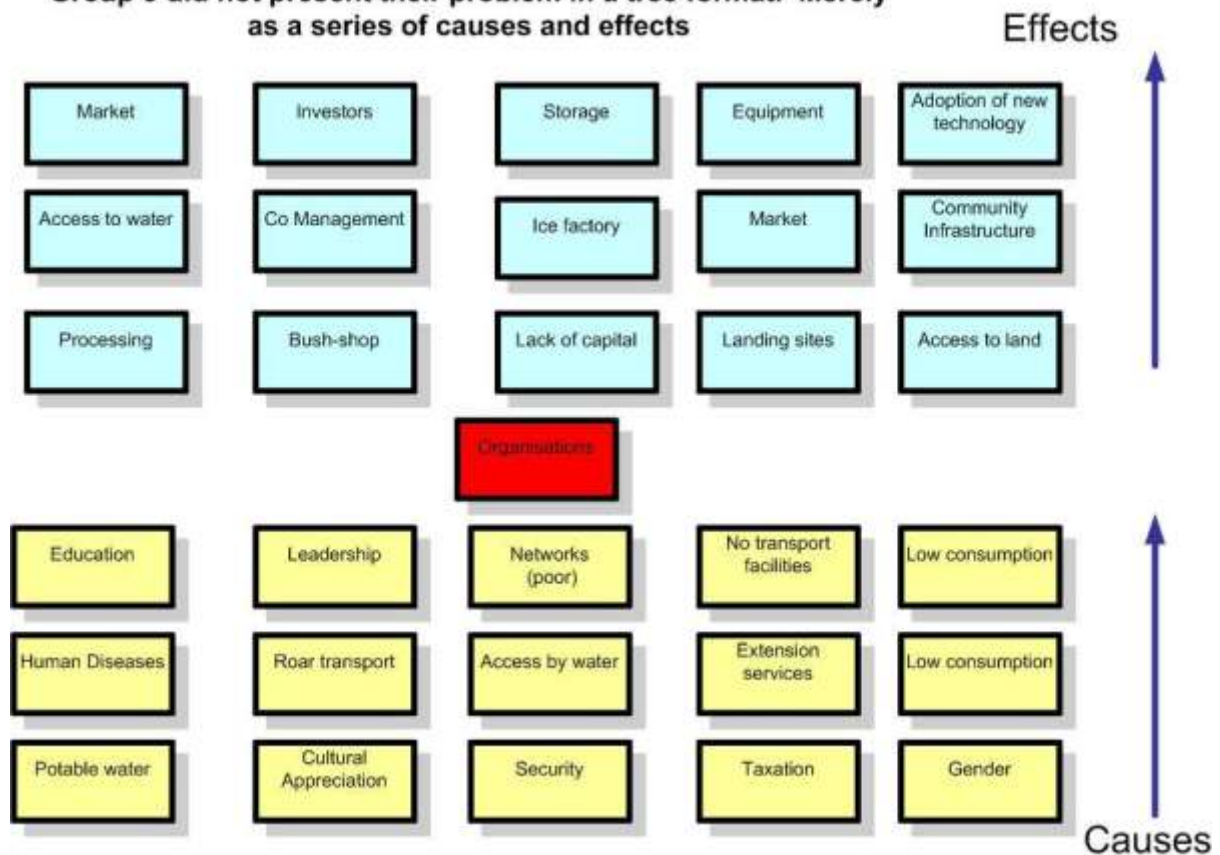 as a series of causes and effects
Effects
Market
Investors
Storage
Equipment
Adoption of new
technology
Access to water
Co Management
Ice factory
Market
Community
Infrastructure
Processing
Bush-shop
Lack of capital
Landing sites
Access to land
Organisations
Education
Leadership
Networks
(poor)
No transport
facilities
Low consumption
Human Diseases
Roar transport
Access by water
Extension
services
Low consumption
Potable water
Cultural
Appreciation
Security
Taxation
Gender
Causes